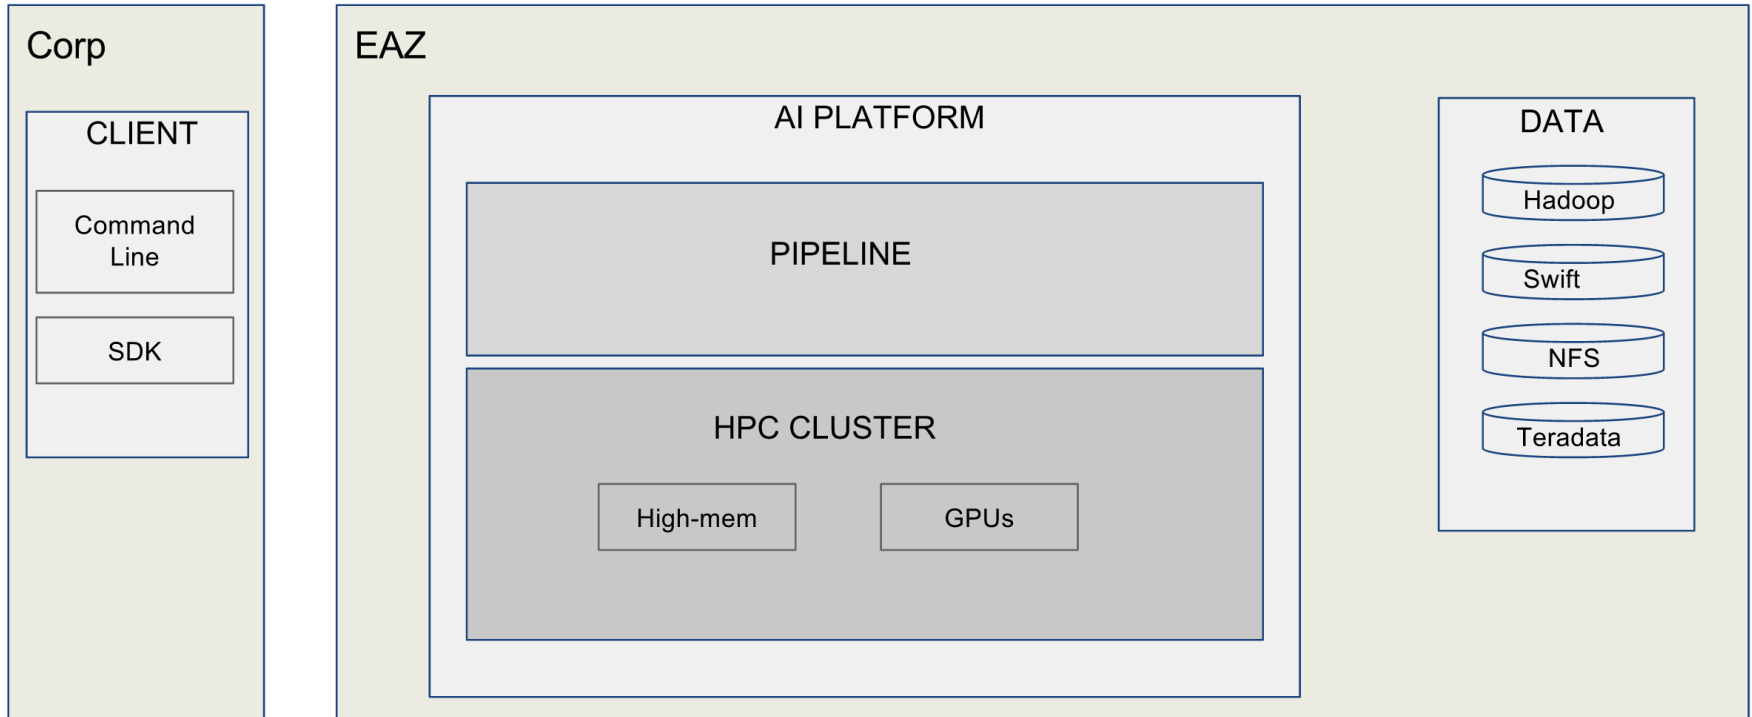 Corp
CLIENT
Command
Line
SDK
EAZ
AI PLATFORM
PIPELINE
HPC CLUSTER
High-mem
GPUs
DATA
Hadoop
Swift
NFS
Teradata